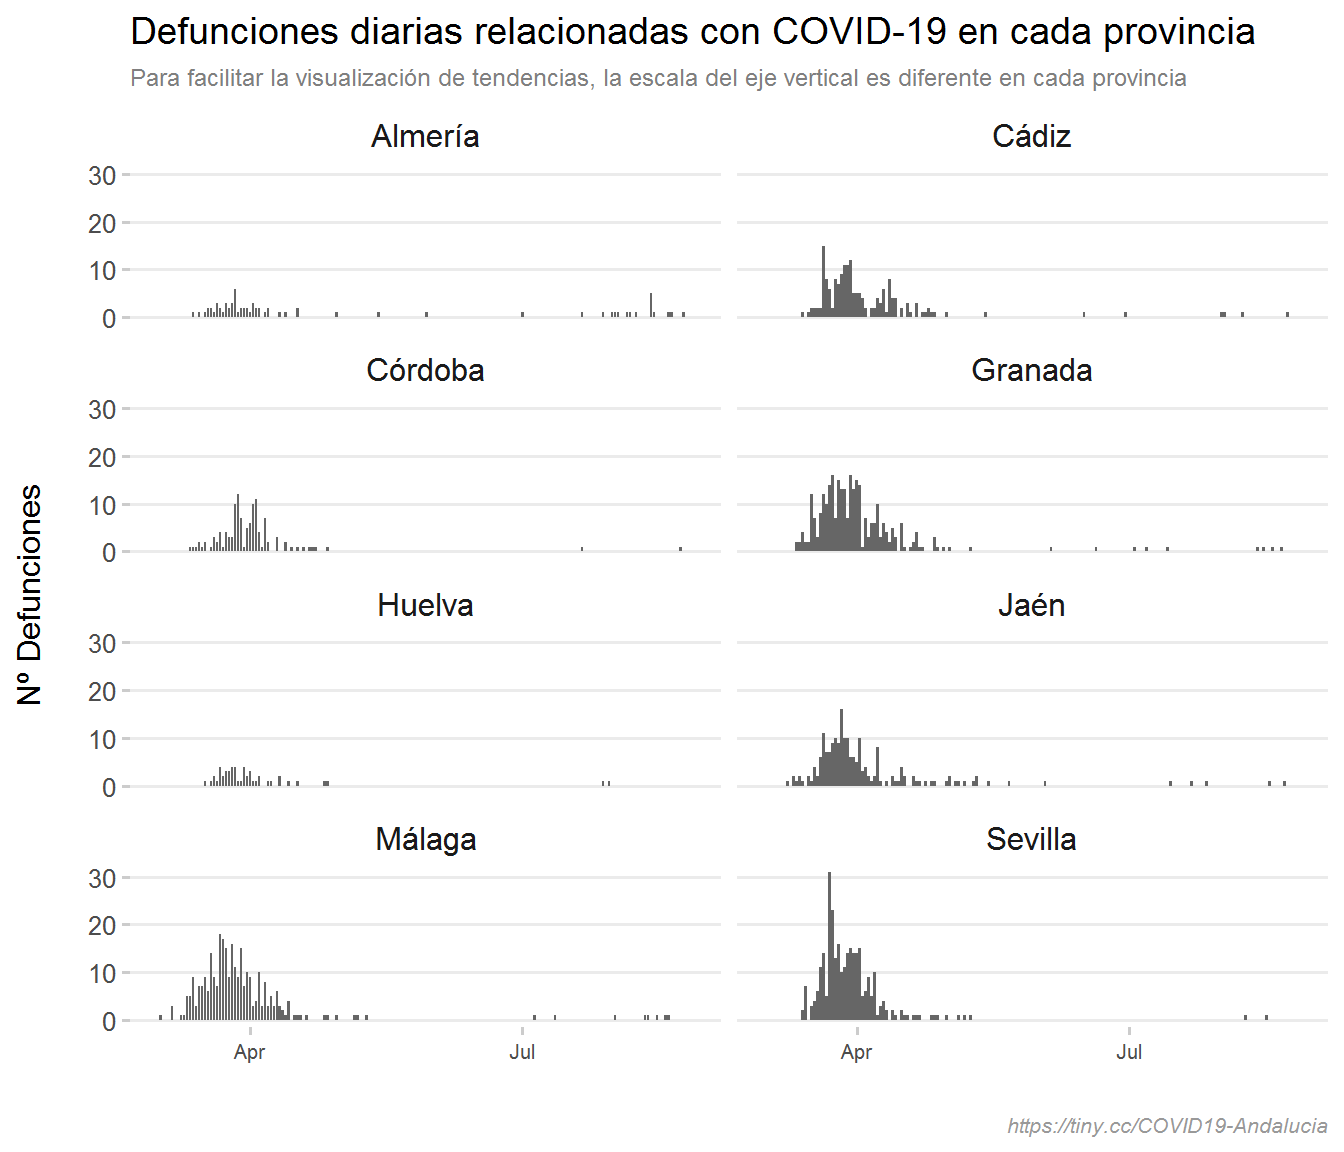 Defunciones diarias relacionadas con COVID-19 en cada provincia
Para facilitar la visualización de tendencias, la escala del eje vertical es diferente en cada provincia
Almería
Cádiz
30
20
10
0
Córdoba
Granada
30
20
10
0
Nº Defunciones
Huelva
Jaén
30
20
10
0
Málaga
Sevilla
30
20
10
0
Apr
Jul
Apr
Jul
https://tiny.cc/COVID19-Andalucia